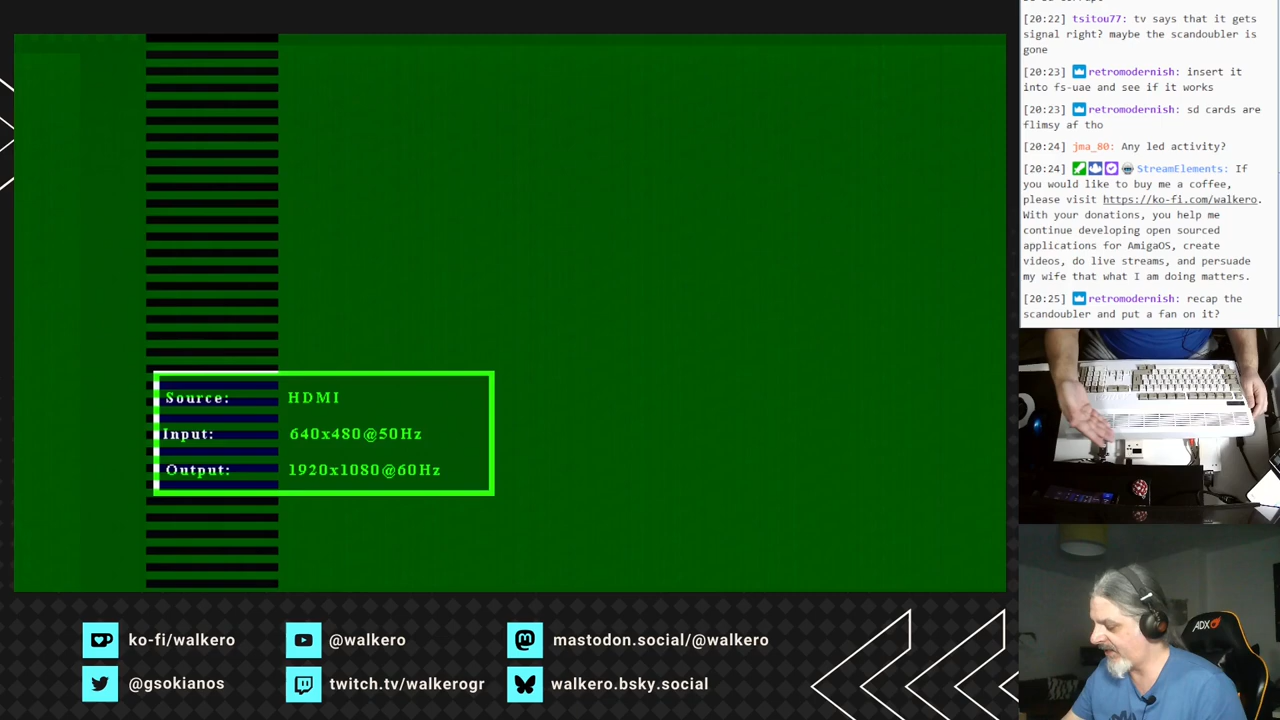 Source: HDMI
Input: 640x480@50Hz
Output: 1920x1080@60Hz
[20:22] tsitou77: tv says that it gets
signal right? maybe the scandoubler is
gone
[20:23] retromodernish: insert it
into fs-uae and see if it works
[20:23] retromodernish: sd cards are
flimsy af tho
[20:24] jma_80: Any led activity?
[20:24] StreamElements: If
you would like to buy me a coffee,
please visit https://ko-fi.com/walkero.
With your donations, you help me
continue developing open sourced
applications for AmigaOS, create
videos, do live streams, and persuade
my wife that what I am doing matters.
[20:25] retromodernish: recap the
scandoubler and put a fan on it?
ADX
ko-fi/walkero
@walkero
mastodon.social/@walkero
@gsokianos
twitch.tv/walkerogr
walkero.bsky.social